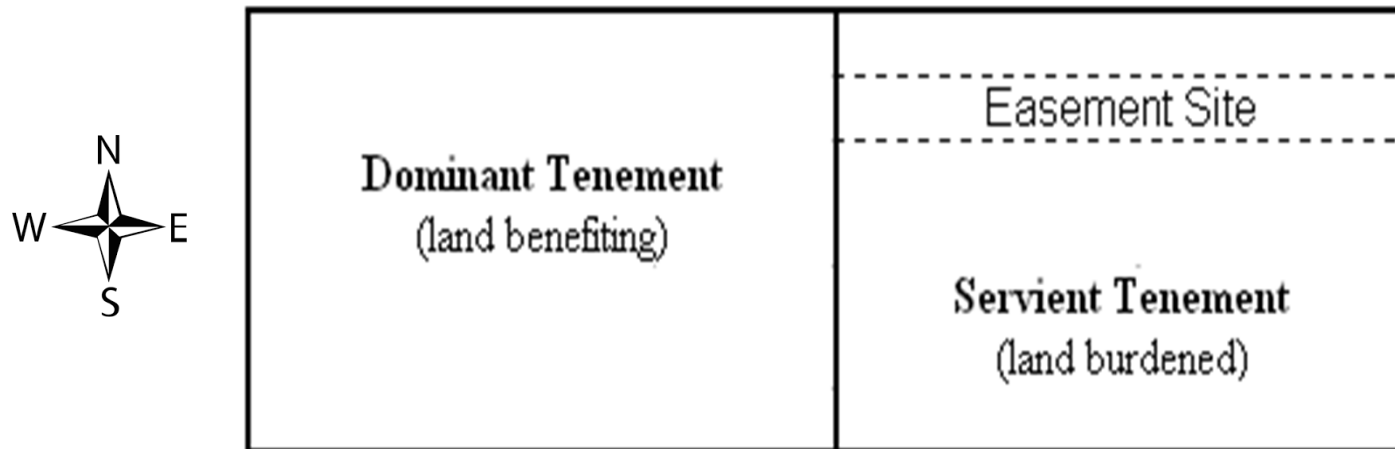 Easement Site
N
Dominant Tenement
W E
(land benefiting)
S
Servient Tenement
(land burdened)